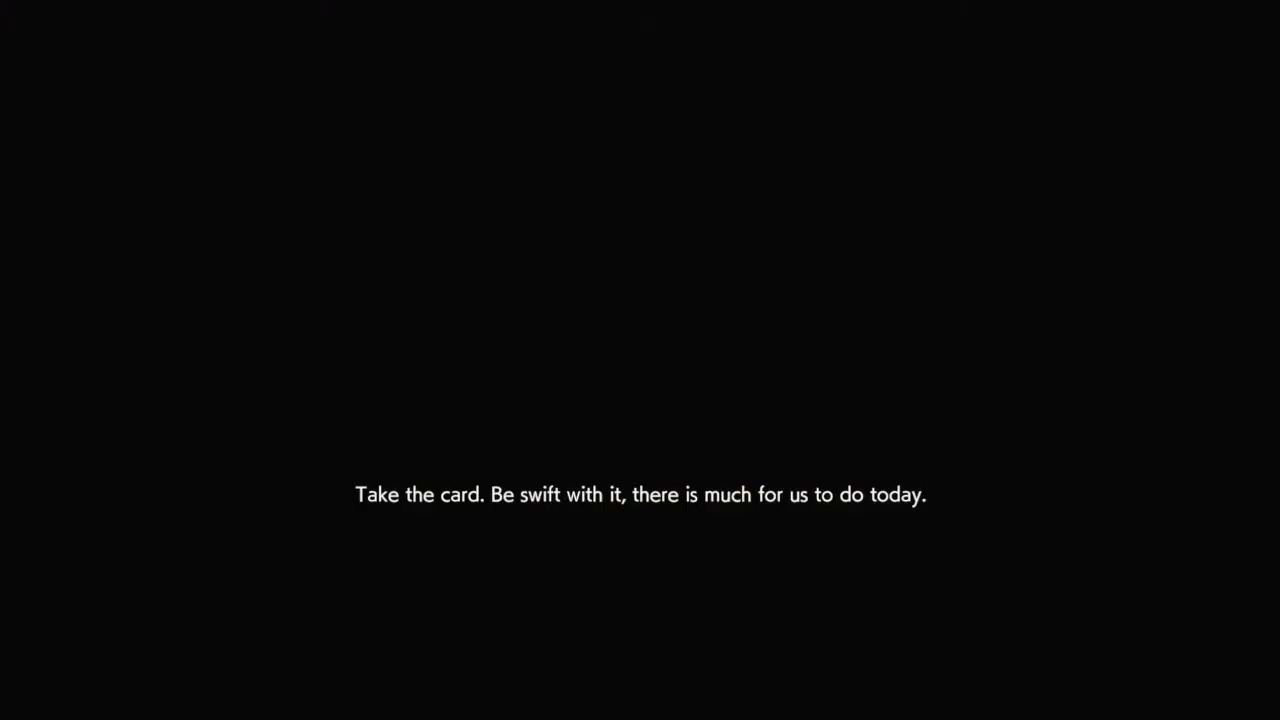 Take the card. Be swift with it, there is much for us to do today.